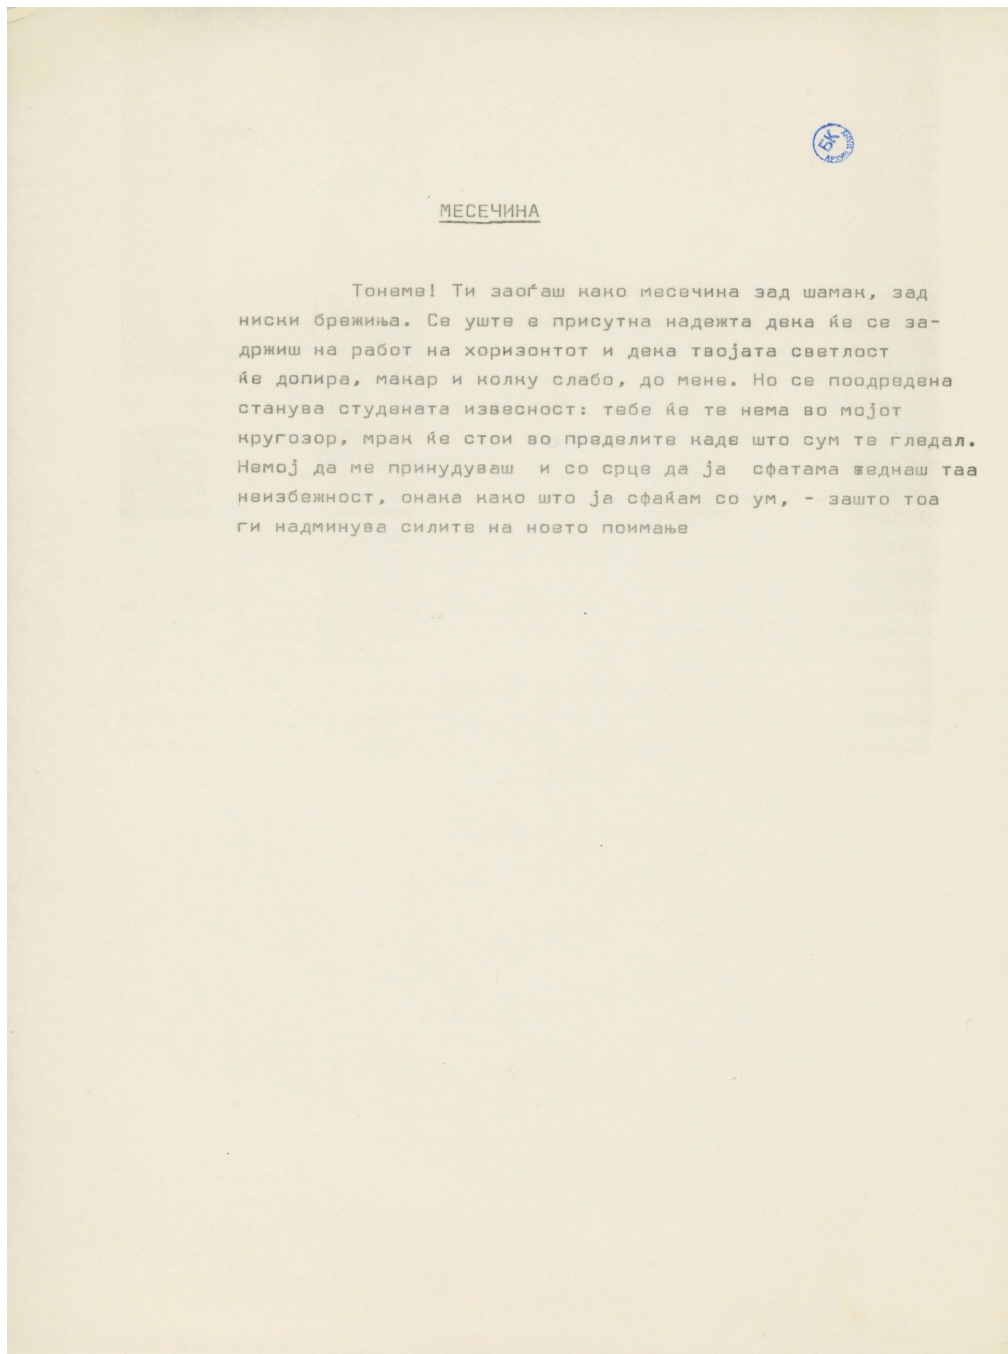 БК
МЕСЕЧИНА
Тонеме! Ти заоѓаш како месечина зад шамак, зад
ниски брежиња. Се уште е присутна надежта дека ќе се за-
држиш на работ на хоризонтот и дека твојата светлост
ќе допира, макар и колку слабо, до мене. Но се поодредена
станува студената извесност: тебе ќе те нема во мојот
кругозор, мрак ќе стои во пределите каде што сум те гледал.
Немој да ме принудуваш и со срце да ја сфатама веднаш таа
неизбежност, онака како што ја сфаќам со ум, - зашто тоа
ги надминува силите на ноето поимање